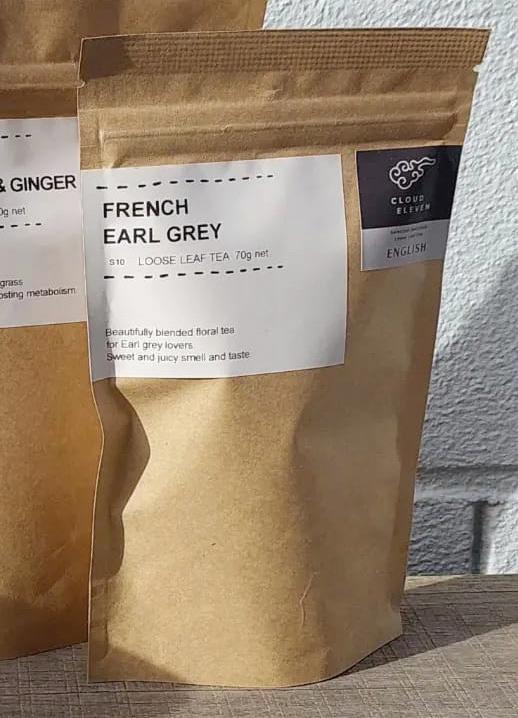 & GINGER
0g net
grass
osting metabolism
FRENCH
EARL GREY
S10 LOOSE LEAF TEA 70g net
Beautifully blended floral tea
for Earl grey lovers
Sweet and juicy smell and taste
CLOUD
ELEVEN
ENGLISH